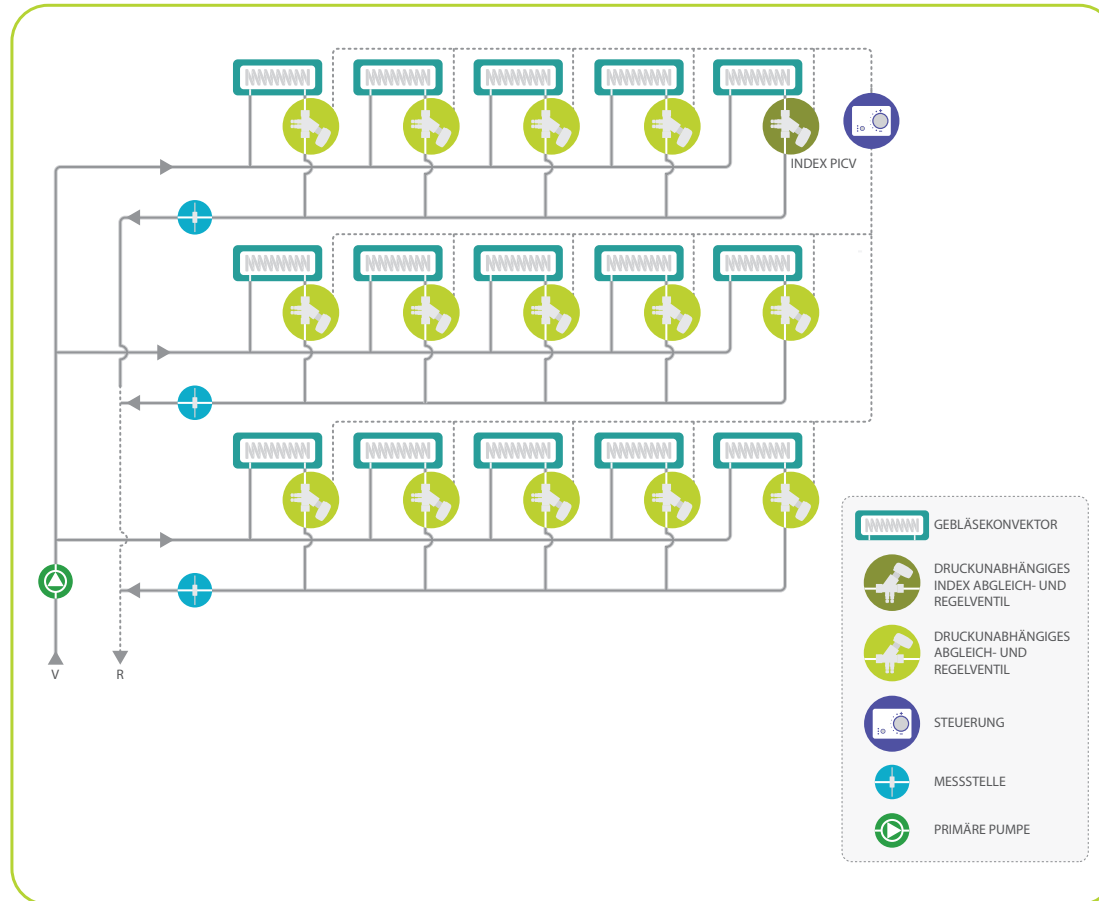 INDEX PICV
V
R
GEBLÄSEKONVEKTOR
DRUCKUNABHÄNGIGES
INDEX ABGLEICH- UND
REGELVENTIL
DRUCKUNABHÄNGIGES
ABGLEICH- UND
REGELVENTIL
STEUERUNG
MESSSTELLE
PRIMÄRE PUMPE